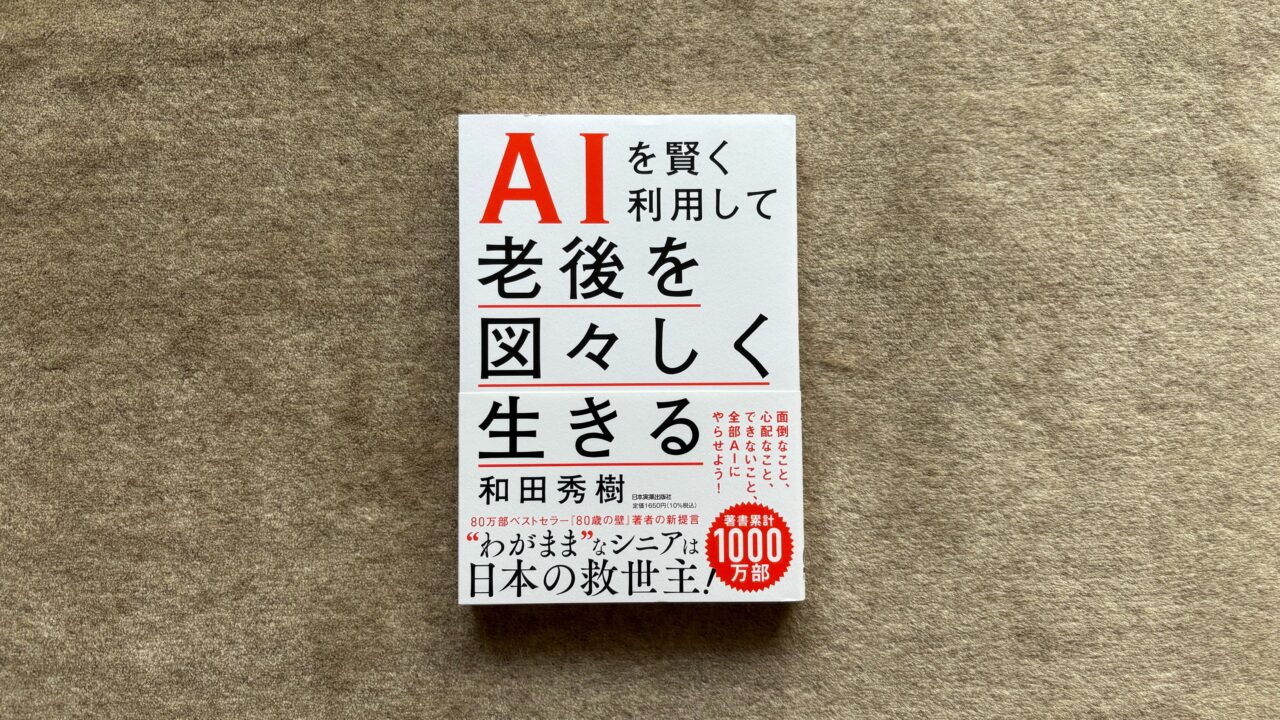 AIを賢く
利用して
老後を
図々しく
生きる
面倒なこと、
心配なこと、
できないこと、
全部AIに
やらせよう！
和田秀樹
日本実業出版社
定価1650円(10%税込)
80万部ベストセラー『80歳の壁』著者の新提言
“わがまま”なシニアは
日本の救世主！
著書累計
1000
万部